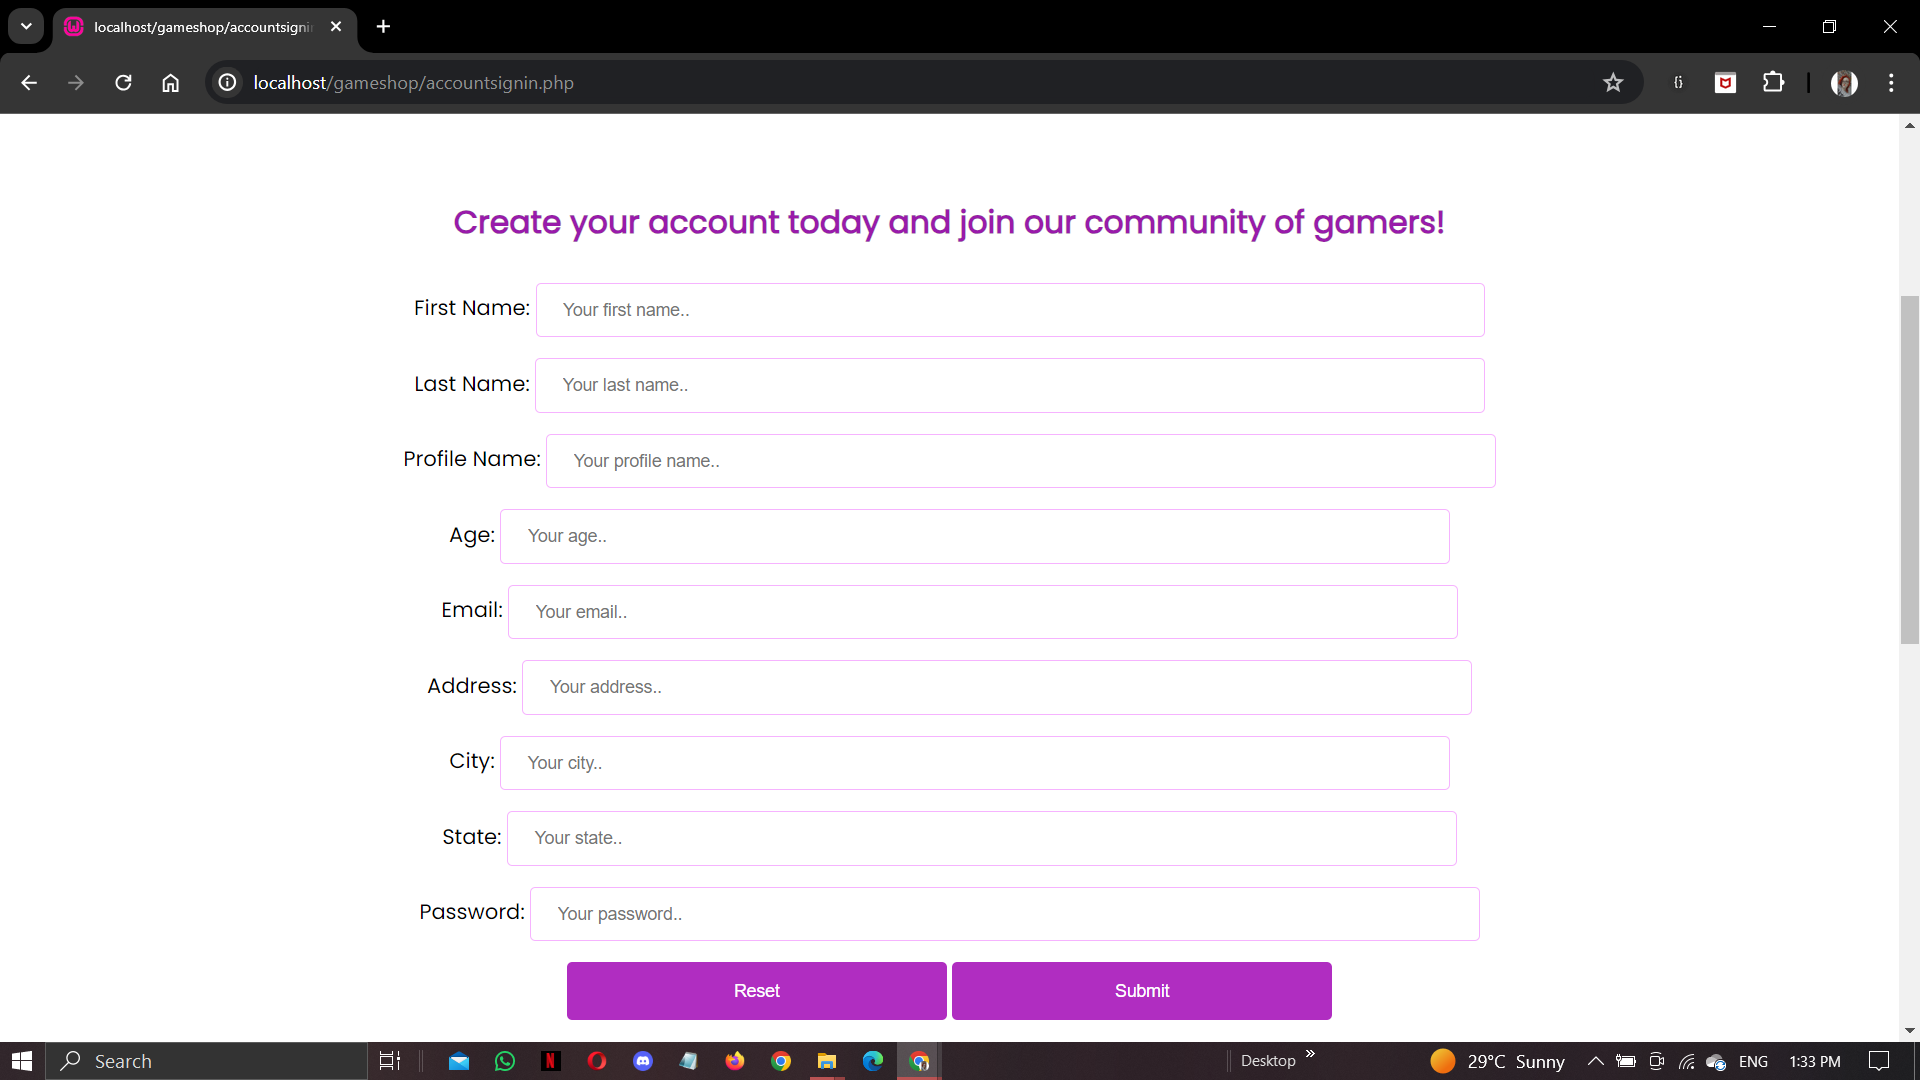 localhost/gameshop/accountsignin
localhost/gameshop/accountsignin.php
Create your account today and join our community of gamers!
First Name: Your first name..
Last Name: Your last name..
Profile Name: Your profile name..
Age: Your age..
Email: Your email..
Address: Your address..
City: Your city..
State: Your state..
Password: Your password..
Reset Submit
Search Desktop 29°C Sunny ENG 1:33 PM